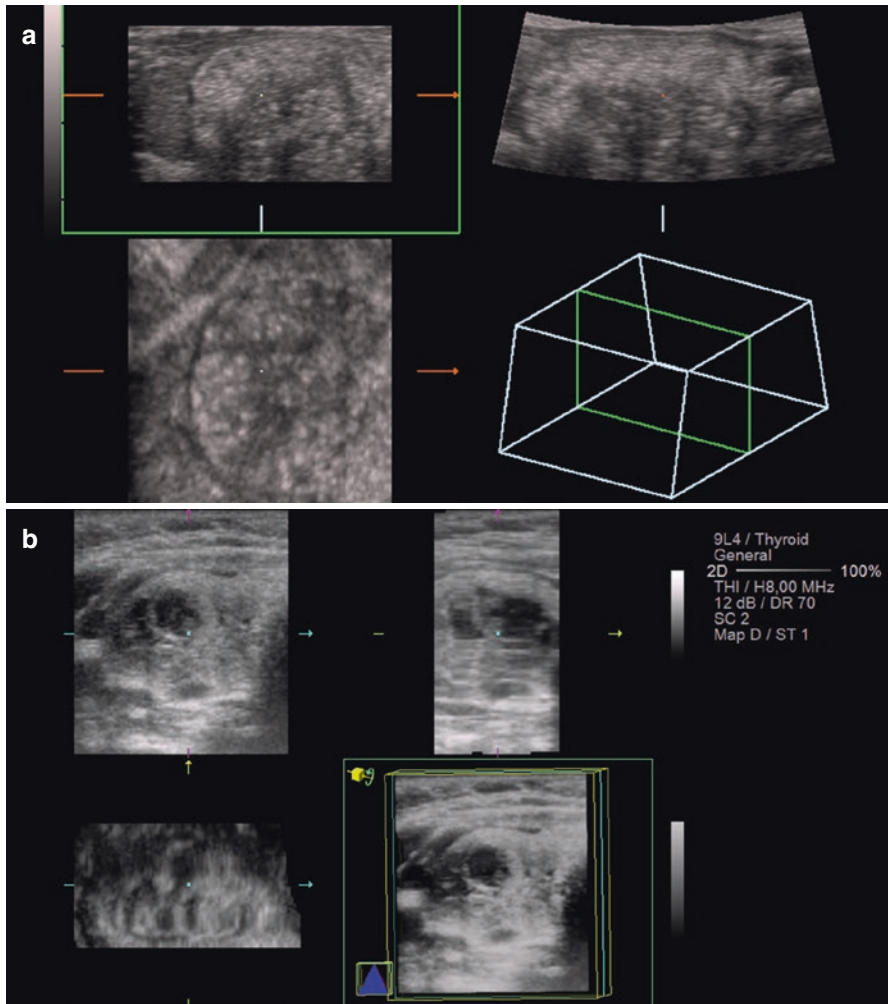 a
b
9L4 / Thyroid
General
2D 100%
THI / H8,00 MHz
12 dB / DR 70
SC 2
Map D / ST 1